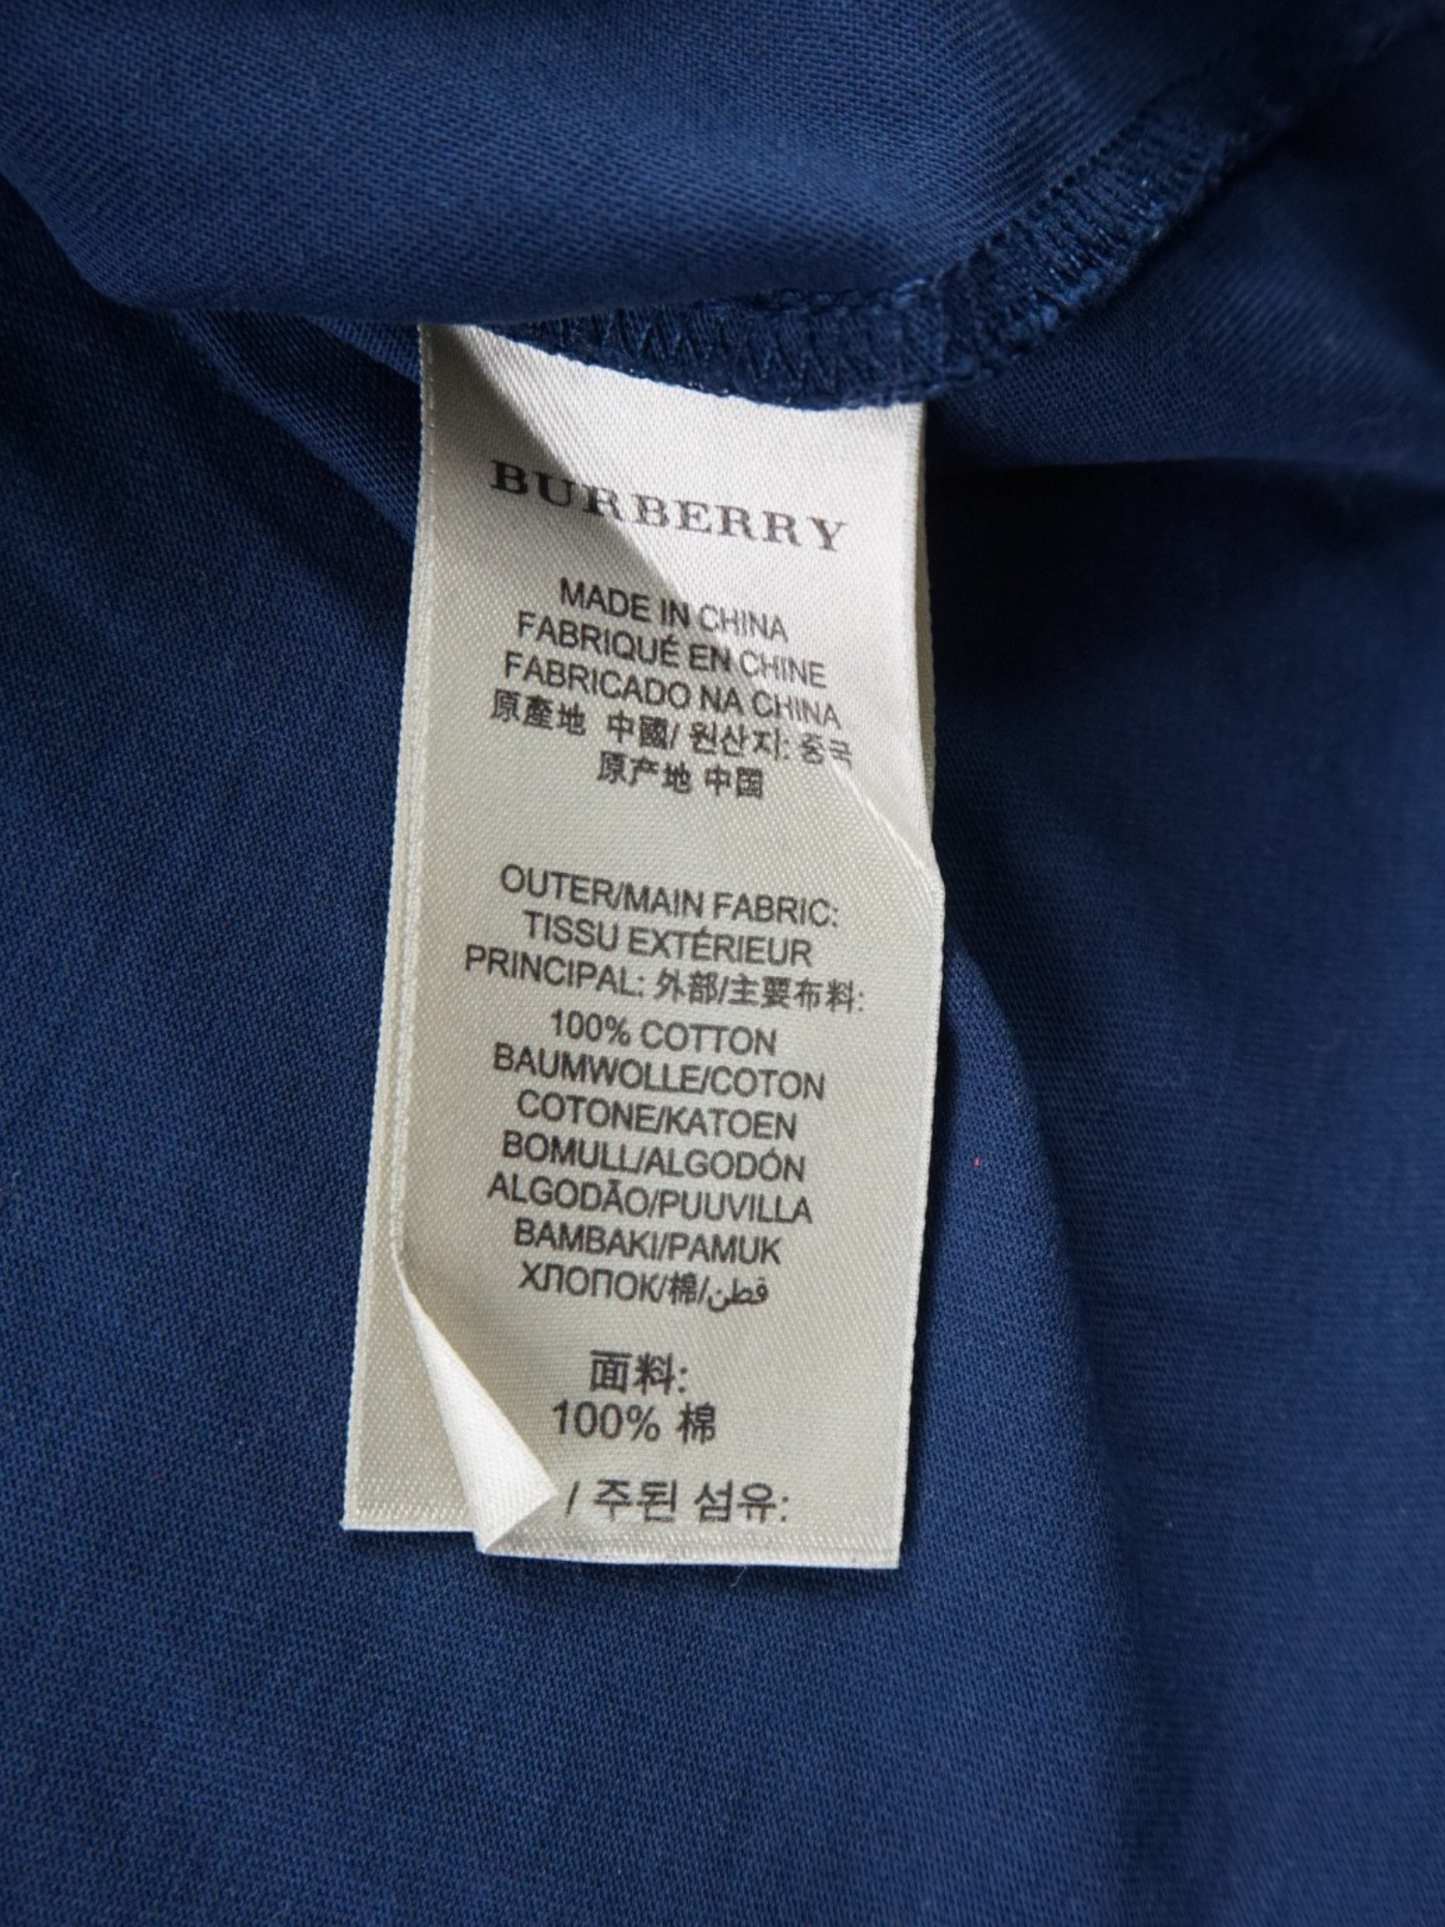 BURBERRY
MADE IN CHINA
FABRIQUÉ EN CHINE
FABRICADO NA CHINA
原產地 中國/ 원산지: 중국
原产地 中国
OUTER/MAIN FABRIC:
TISSU EXTÉRIEUR
PRINCIPAL: 外部/主要布料:
100% COTTON
BAUMWOLLE/COTON
COTONE/KATOEN
BOMULL/ALGODÓN
ALGODÃO/PUUVILLA
BAMBAKI/PAMUK
ХЛОПОК/棉/قطن
面料:
100% 棉
/ 주된 섬유: